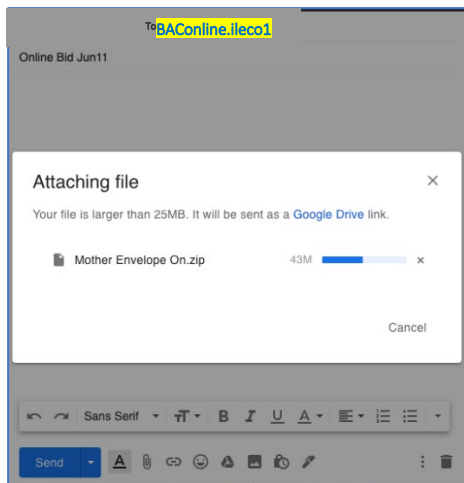 To BAConline.ileco1
Online Bid Jun11
Attaching file
Your file is larger than 25MB. It will be sent as a Google Drive link.
Mother Envelope On.zip 43M
Cancel
Sans Serif
B I U A
Send A